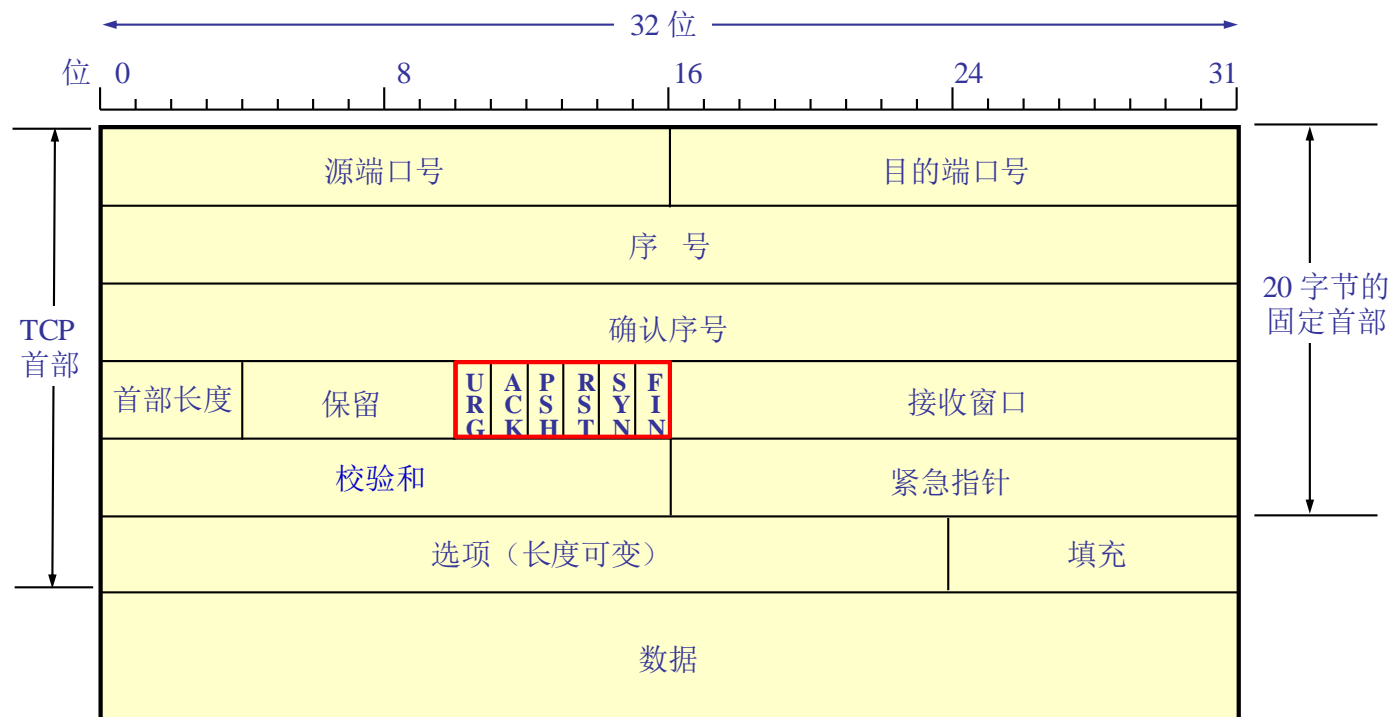 32 位
位 0 8 16 24 31
源端口号 目的端口号
序 号
确认序号
20 字节的
固定首部
TCP
首部
首部长度 保留 URG ACK PSH RST SYN FIN 接收窗口
校验和 紧急指针
选项（长度可变） 填充
数据